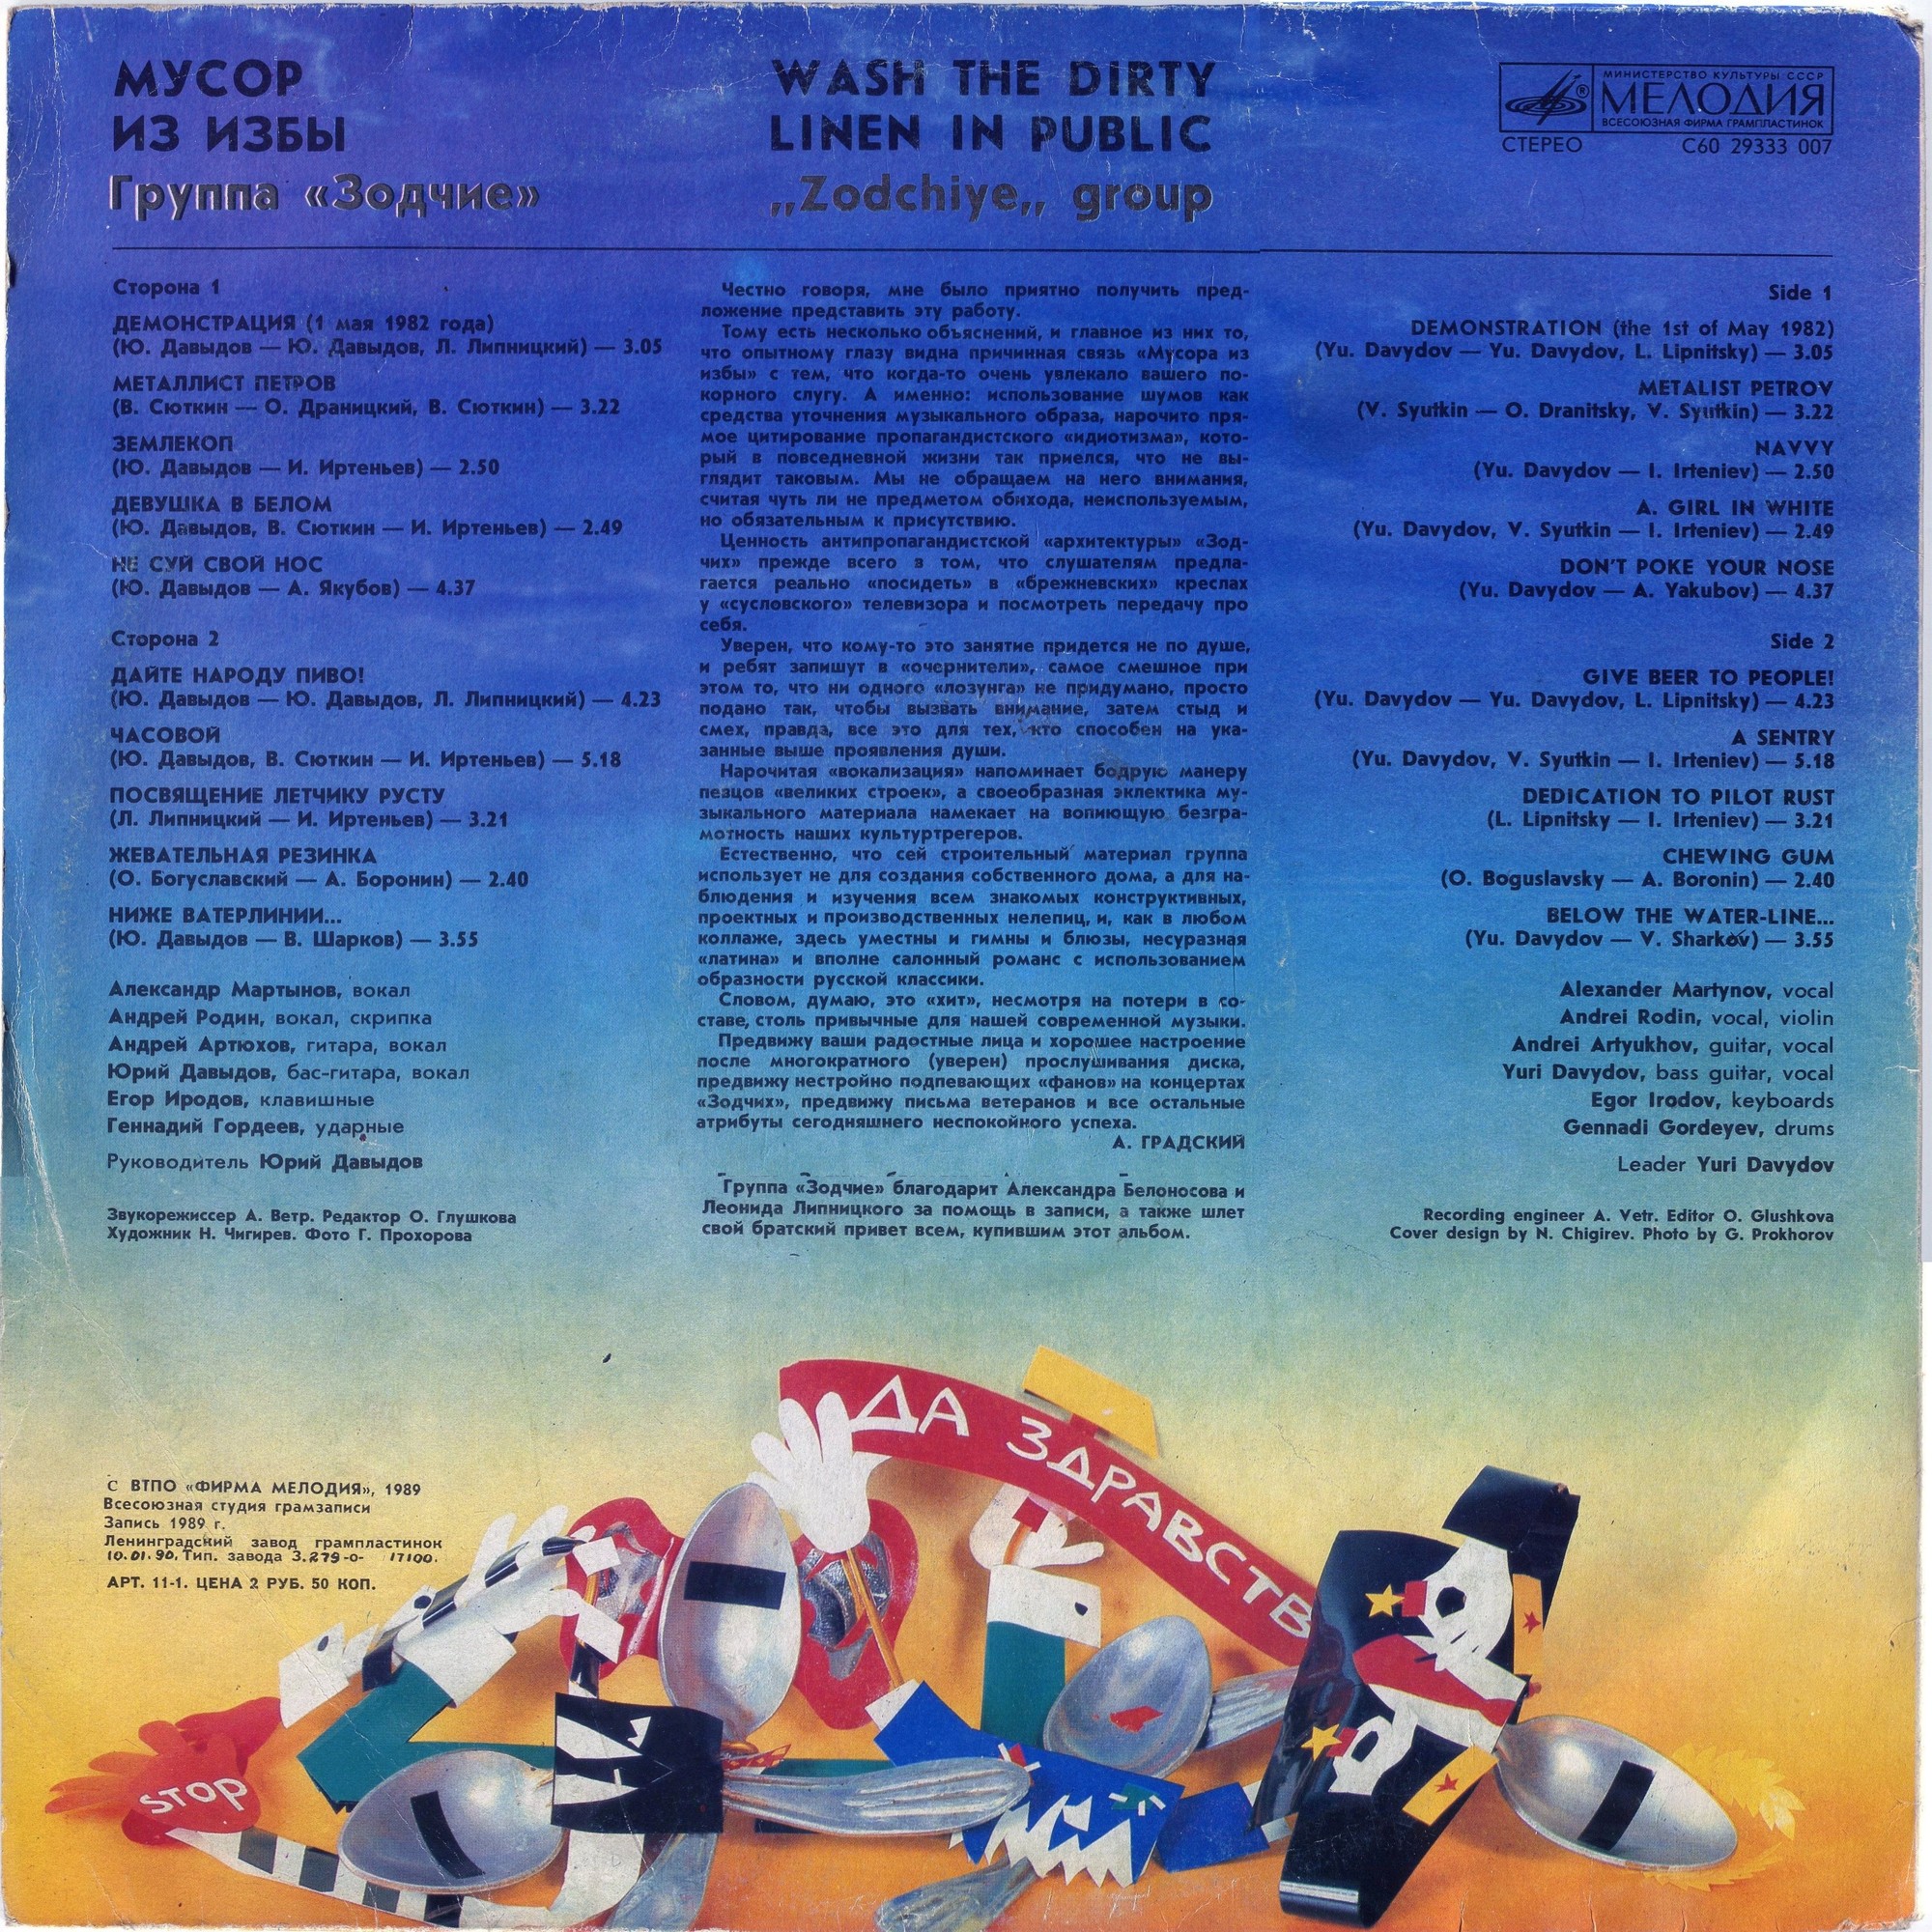 МУСОР
ИЗ ИЗБЫ
Группа «Зодчие»
WASH THE DIRTY
LINEN IN PUBLIC
„Zodchiye„ group
МИНИСТЕРСТВО КУЛЬТУРЫ СССР
МЕЛОДИЯ
ВСЕСОЮЗНАЯ ФИРМА ГРАМПЛАСТИНОК
СТЕРЕО С60 29333 007
Сторона 1
ДЕМОНСТРАЦИЯ (1 мая 1982 года)
(Ю. Давыдов — Ю. Давыдов, Л. Липницкий) — 3.05
МЕТАЛЛИСТ ПЕТРОВ
(В. Сюткин — О. Драницкий, В. Сюткин) — 3.22
ЗЕМЛЕКОП
(Ю. Давыдов — И. Иртеньев) — 2.50
ДЕВУШКА В БЕЛОМ
(Ю. Давыдов, В. Сюткин — И. Иртеньев) — 2.49
НЕ СУЙ СВОЙ НОС
(Ю. Давыдов — А. Якубов) — 4.37
Сторона 2
ДАЙТЕ НАРОДУ ПИВО!
(Ю. Давыдов — Ю. Давыдов, Л. Липницкий) — 4.23
ЧАСОВОЙ
(Ю. Давыдов, В. Сюткин — И. Иртеньев) — 5.18
ПОСВЯЩЕНИЕ ЛЕТЧИКУ РУСТУ
(Л. Липницкий — И. Иртеньев) — 3.21
ЖЕВАТЕЛЬНАЯ РЕЗИНКА
(О. Богуславский — А. Боронин) — 2.40
НИЖЕ ВАТЕРЛИНИИ...
(Ю. Давыдов — В. Шарков) — 3.55
Александр Мартынов, вокал
Андрей Родин, вокал, скрипка
Андрей Артюхов, гитара, вокал
Юрий Давыдов, бас-гитара, вокал
Егор Иродов, клавишные
Геннадий Гордеев, ударные
Руководитель Юрий Давыдов
Звукорежиссер А. Ветр. Редактор О. Глушкова
Художник Н. Чигирев. Фото Г. Прохорова
Честно говоря, мне было приятно получить пред-
ложение представить эту работу.
Тому есть несколько объяснений, и главное из них то,
что опытному глазу видна причинная связь «Мусора из
избы» с тем, что когда-то очень увлекало вашего по-
корного слугу. А именно: использование шумов как
средства уточнения музыкального образа, нарочито пря-
мое цитирование пропагандистского «идиотизма», кото-
рый в повседневной жизни так приелся, что не вы-
глядит таковым. Мы не обращаем на него внимания,
считая чуть ли не предметом обихода, неиспользуемым,
но обязательным к присутствию.
Ценность антипропагандистской «архитектуры» «Зод-
чих» прежде всего в том, что слушателям предла-
гается реально «посидеть» в «брежневских» креслах
у «сусловского» телевизора и посмотреть передачу про
себя.
Уверен, что кому-то это занятие придется не по душе,
и ребят запишут в «очернители», самое смешное при
этом то, что ни одного «лозунга» не придумано, просто
подано так, чтобы вызвать внимание, затем стыд и
смех, правда, все это для тех, кто способен на ука-
занные выше проявления души.
Нарочитая «вокализация» напоминает бодрую манеру
певцов «великих строек», а своеобразная эклектика му-
зыкального материала намекает на вопиющую безгра-
мотность наших культуртрегеров.
Естественно, что сей строительный материал группа
использует не для создания собственного дома, а для на-
блюдения и изучения всем знакомых конструктивных,
проектных и производственных нелепиц, и, как в любом
коллаже, здесь уместны и гимны и блюзы, несуразная
«латина» и вполне салонный романс с использованием
образности русской классики.
Словом, думаю, это «хит», несмотря на потери в со-
ставе, столь привычные для нашей современной музыки.
Предвижу ваши радостные лица и хорошее настроение
после многократного (уверен) прослушивания диска,
предвижу нестройно подпевающих «фанов» на концертах
«Зодчих», предвижу письма ветеранов и все остальные
атрибуты сегодняшнего неспокойного успеха.
А. ГРАДСКИЙ
Группа «Зодчие» благодарит Александра Белоносова и
Леонида Липницкого за помощь в записи, а также шлет
свой братский привет всем, купившим этот альбом.
Side 1
DEMONSTRATION (the 1st of May 1982)
(Yu. Davydov — Yu. Davydov, L. Lipnitsky) — 3.05
METALIST PETROV
(V. Syutkin — O. Dranitsky, V. Syutkin) — 3.22
NAVVY
(Yu. Davydov — I. Irteniev) — 2.50
A. GIRL IN WHITE
(Yu. Davydov, V. Syutkin — I. Irteniev) — 2.49
DON'T POKE YOUR NOSE
(Yu. Davydov — A. Yakubov) — 4.37
Side 2
GIVE BEER TO PEOPLE!
(Yu. Davydov — Yu. Davydov, L. Lipnitsky) — 4.23
A SENTRY
(Yu. Davydov, V. Syutkin — I. Irteniev) — 5.18
DEDICATION TO PILOT RUST
(L. Lipnitsky — I. Irteniev) — 3.21
CHEWING GUM
(O. Boguslavsky — A. Boronin) — 2.40
BELOW THE WATER-LINE...
(Yu. Davydov — V. Sharkov) — 3.55
Alexander Martynov, vocal
Andrei Rodin, vocal, violin
Andrei Artyukhov, guitar, vocal
Yuri Davydov, bass guitar, vocal
Egor Irodov, keyboards
Gennadi Gordeyev, drums
Leader Yuri Davydov
Recording engineer A. Vetr. Editor O. Glushkova
Cover design by N. Chigirev. Photo by G. Prokhorov
С ВТПО «ФИРМА МЕЛОДИЯ», 1989
Всесоюзная студия грамзаписи
Запись 1989 г.
Ленинградский завод грампластинок
10.01.90. Тип. завода З.279-о- 17100.
АРТ. 11-1. ЦЕНА 2 РУБ. 50 КОП.
ДА ЗДРАВСТВ
STOP